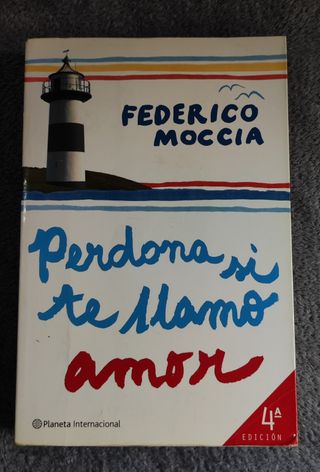 FEDERICO
MOCCIA
Perdona si
te llamo
amor
Planeta Internacional
4ª
EDICIÓN